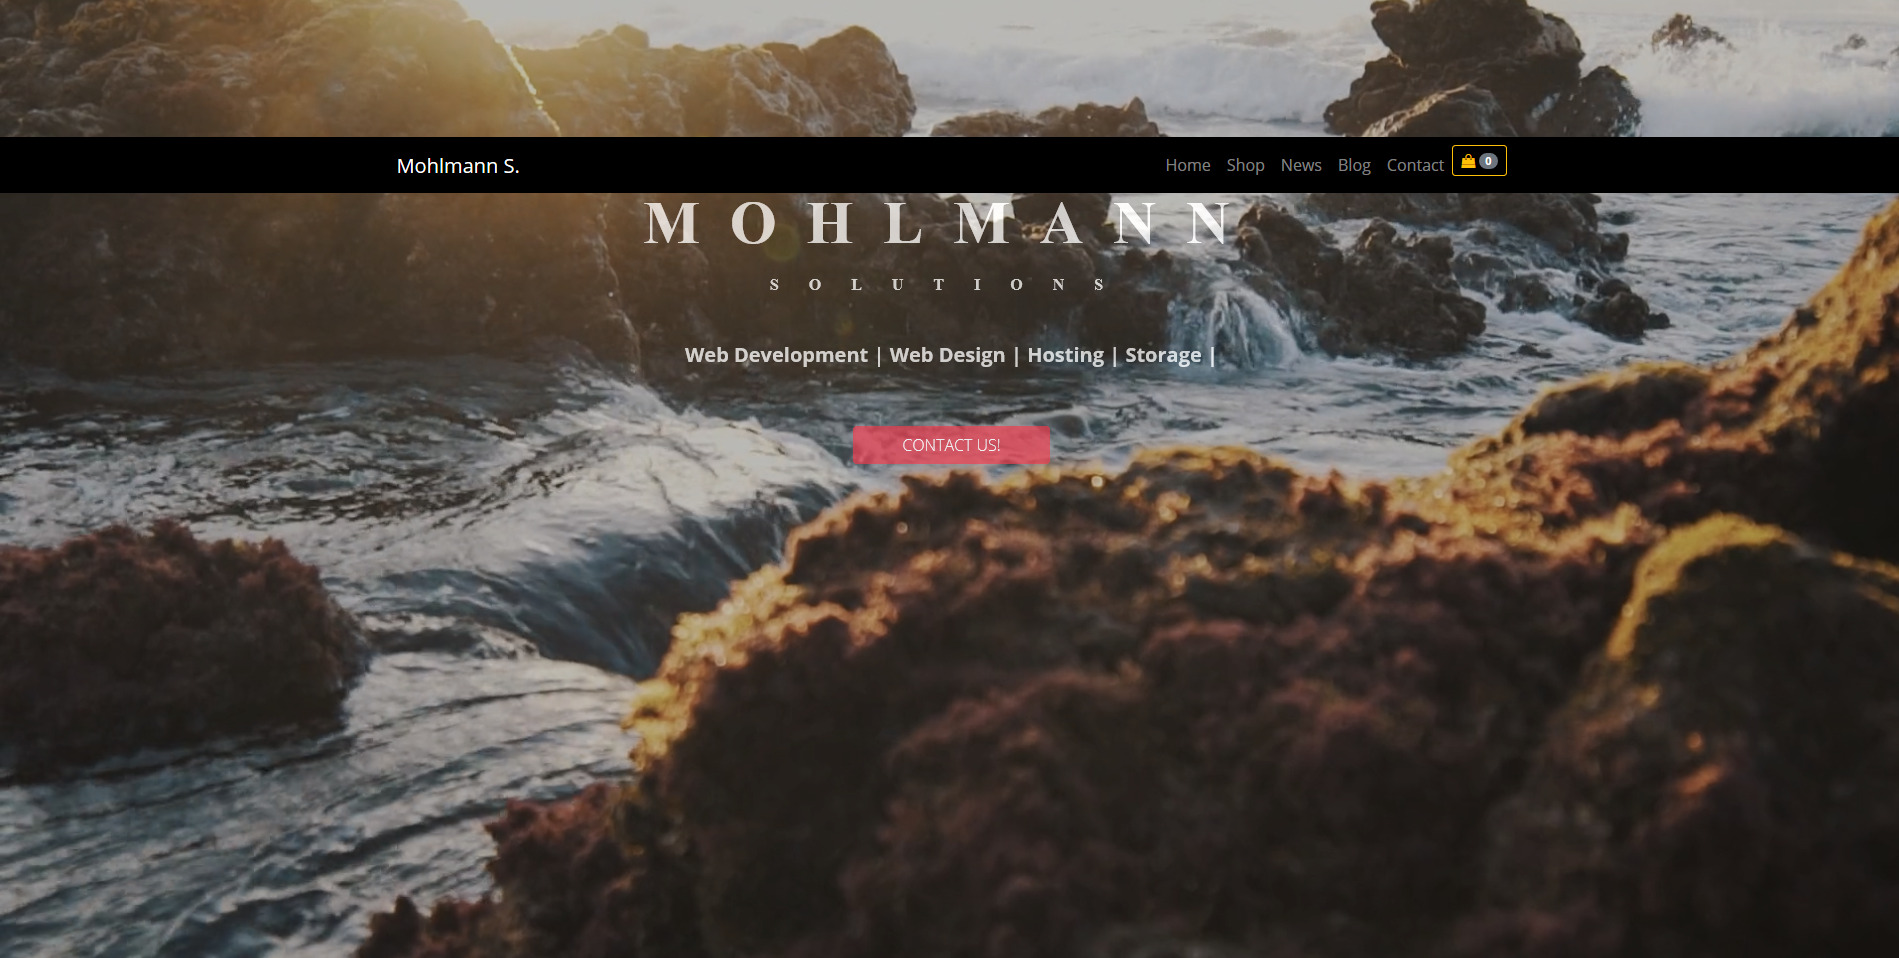 Mohlmann S. Home Shop News Blog Contact 0
MOHLMANN
SOLUTIONS
Web Development | Web Design | Hosting | Storage |
CONTACT US!